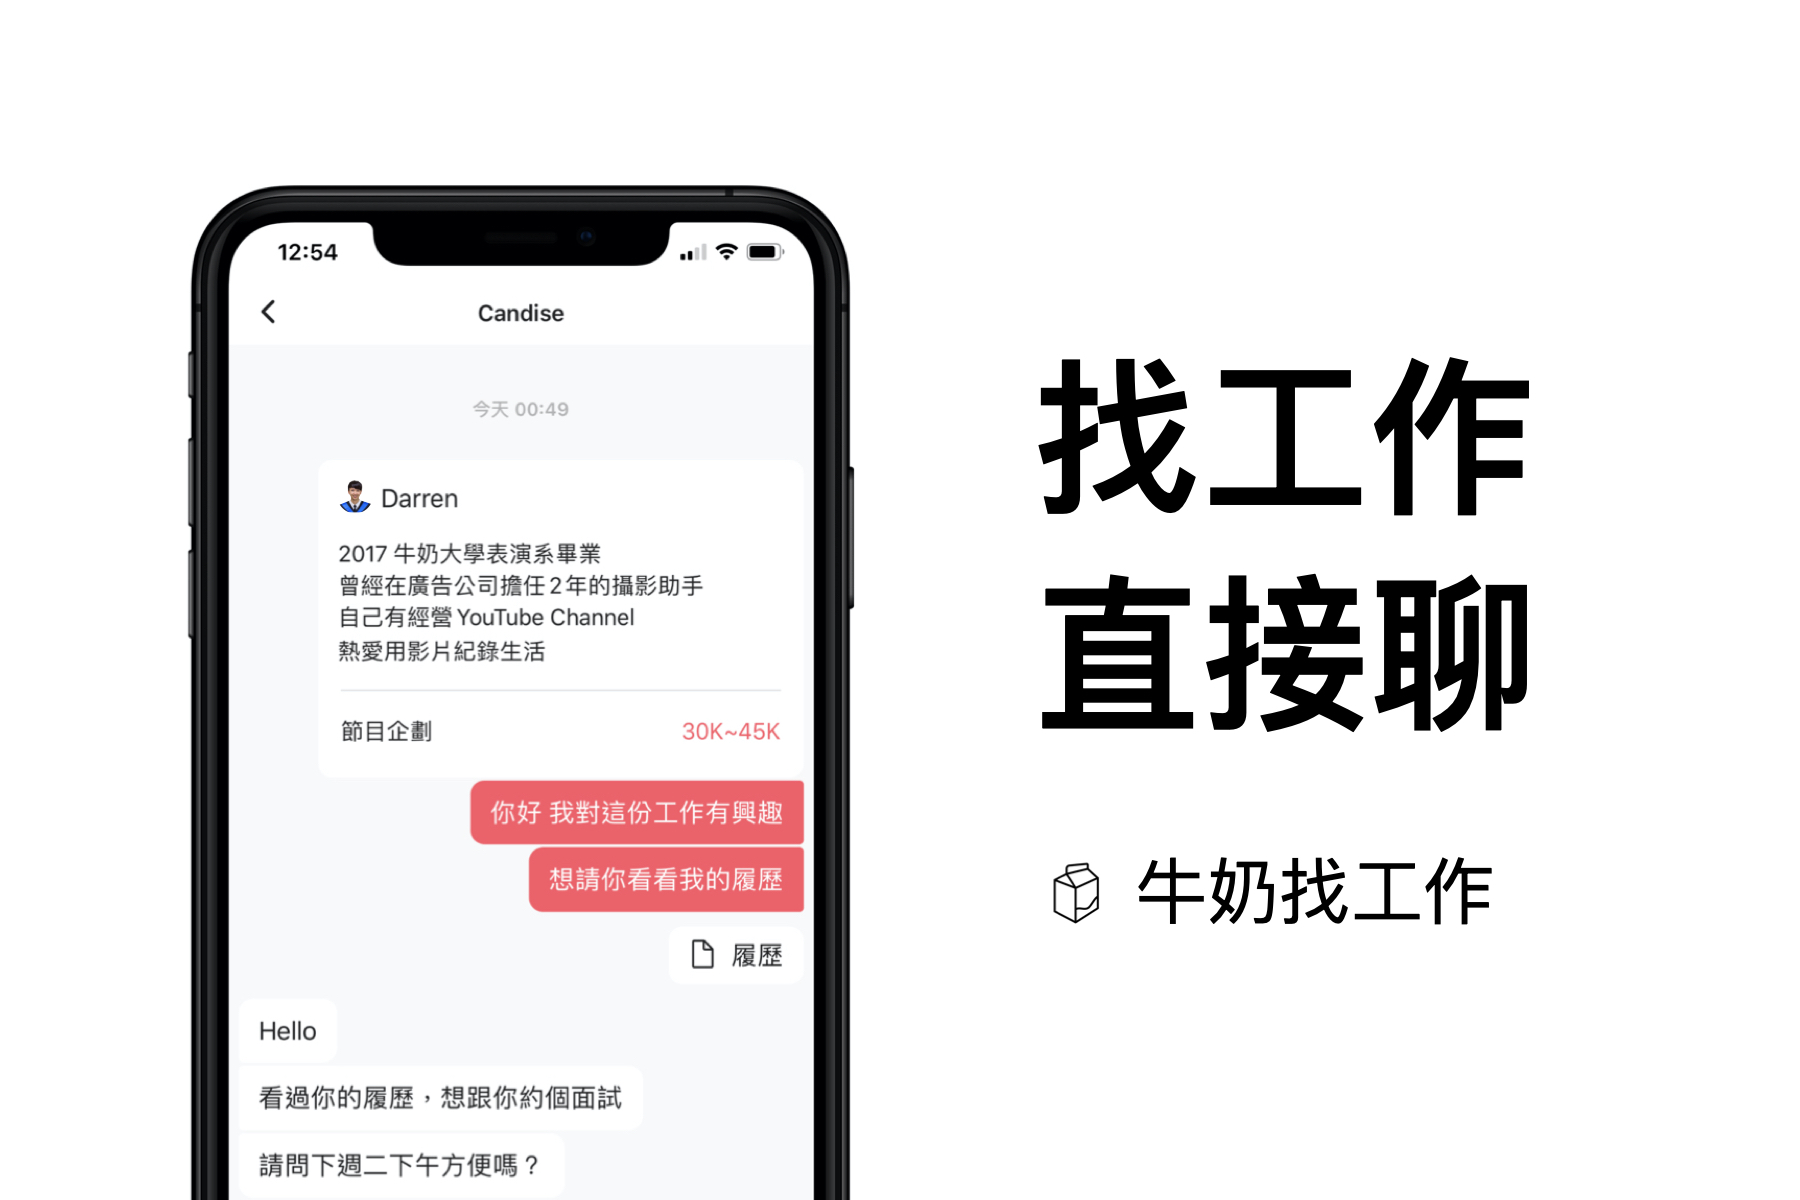 12:54
Candise
今天 00:49
Darren
2017 牛奶大學表演系畢業
曾經在廣告公司擔任 2 年的攝影助手
自己有經營 YouTube Channel
熱愛用影片紀錄生活
節目企劃 30K~45K
你好 我對這份工作有興趣
想請你看看我的履歷
履歷
Hello
看過你的履歷，想跟你約個面試
請問下週二下午方便嗎？
找工作
直接聊
牛奶找工作